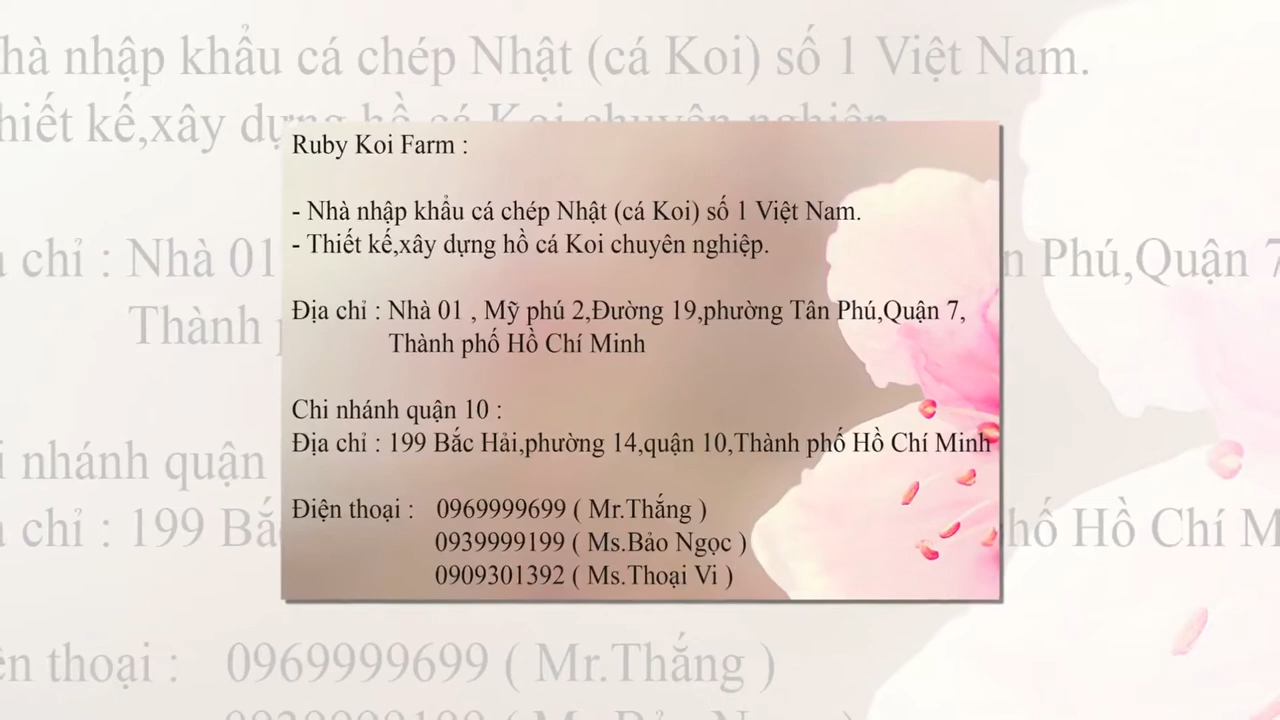 Ruby Koi Farm :
- Nhà nhập khẩu cá chép Nhật (cá Koi) số 1 Việt Nam.
- Thiết kế,xây dựng hồ cá Koi chuyên nghiệp.
Địa chỉ : Nhà 01 , Mỹ phú 2,Đường 19,phường Tân Phú,Quận 7,
Thành phố Hồ Chí Minh
Chi nhánh quận 10 :
Địa chỉ : 199 Bắc Hải,phường 14,quận 10,Thành phố Hồ Chí Minh
Điện thoại : 0969999699 ( Mr.Thắng )
0939999199 ( Ms.Bảo Ngọc )
0909301392 ( Ms.Thoại Vi )